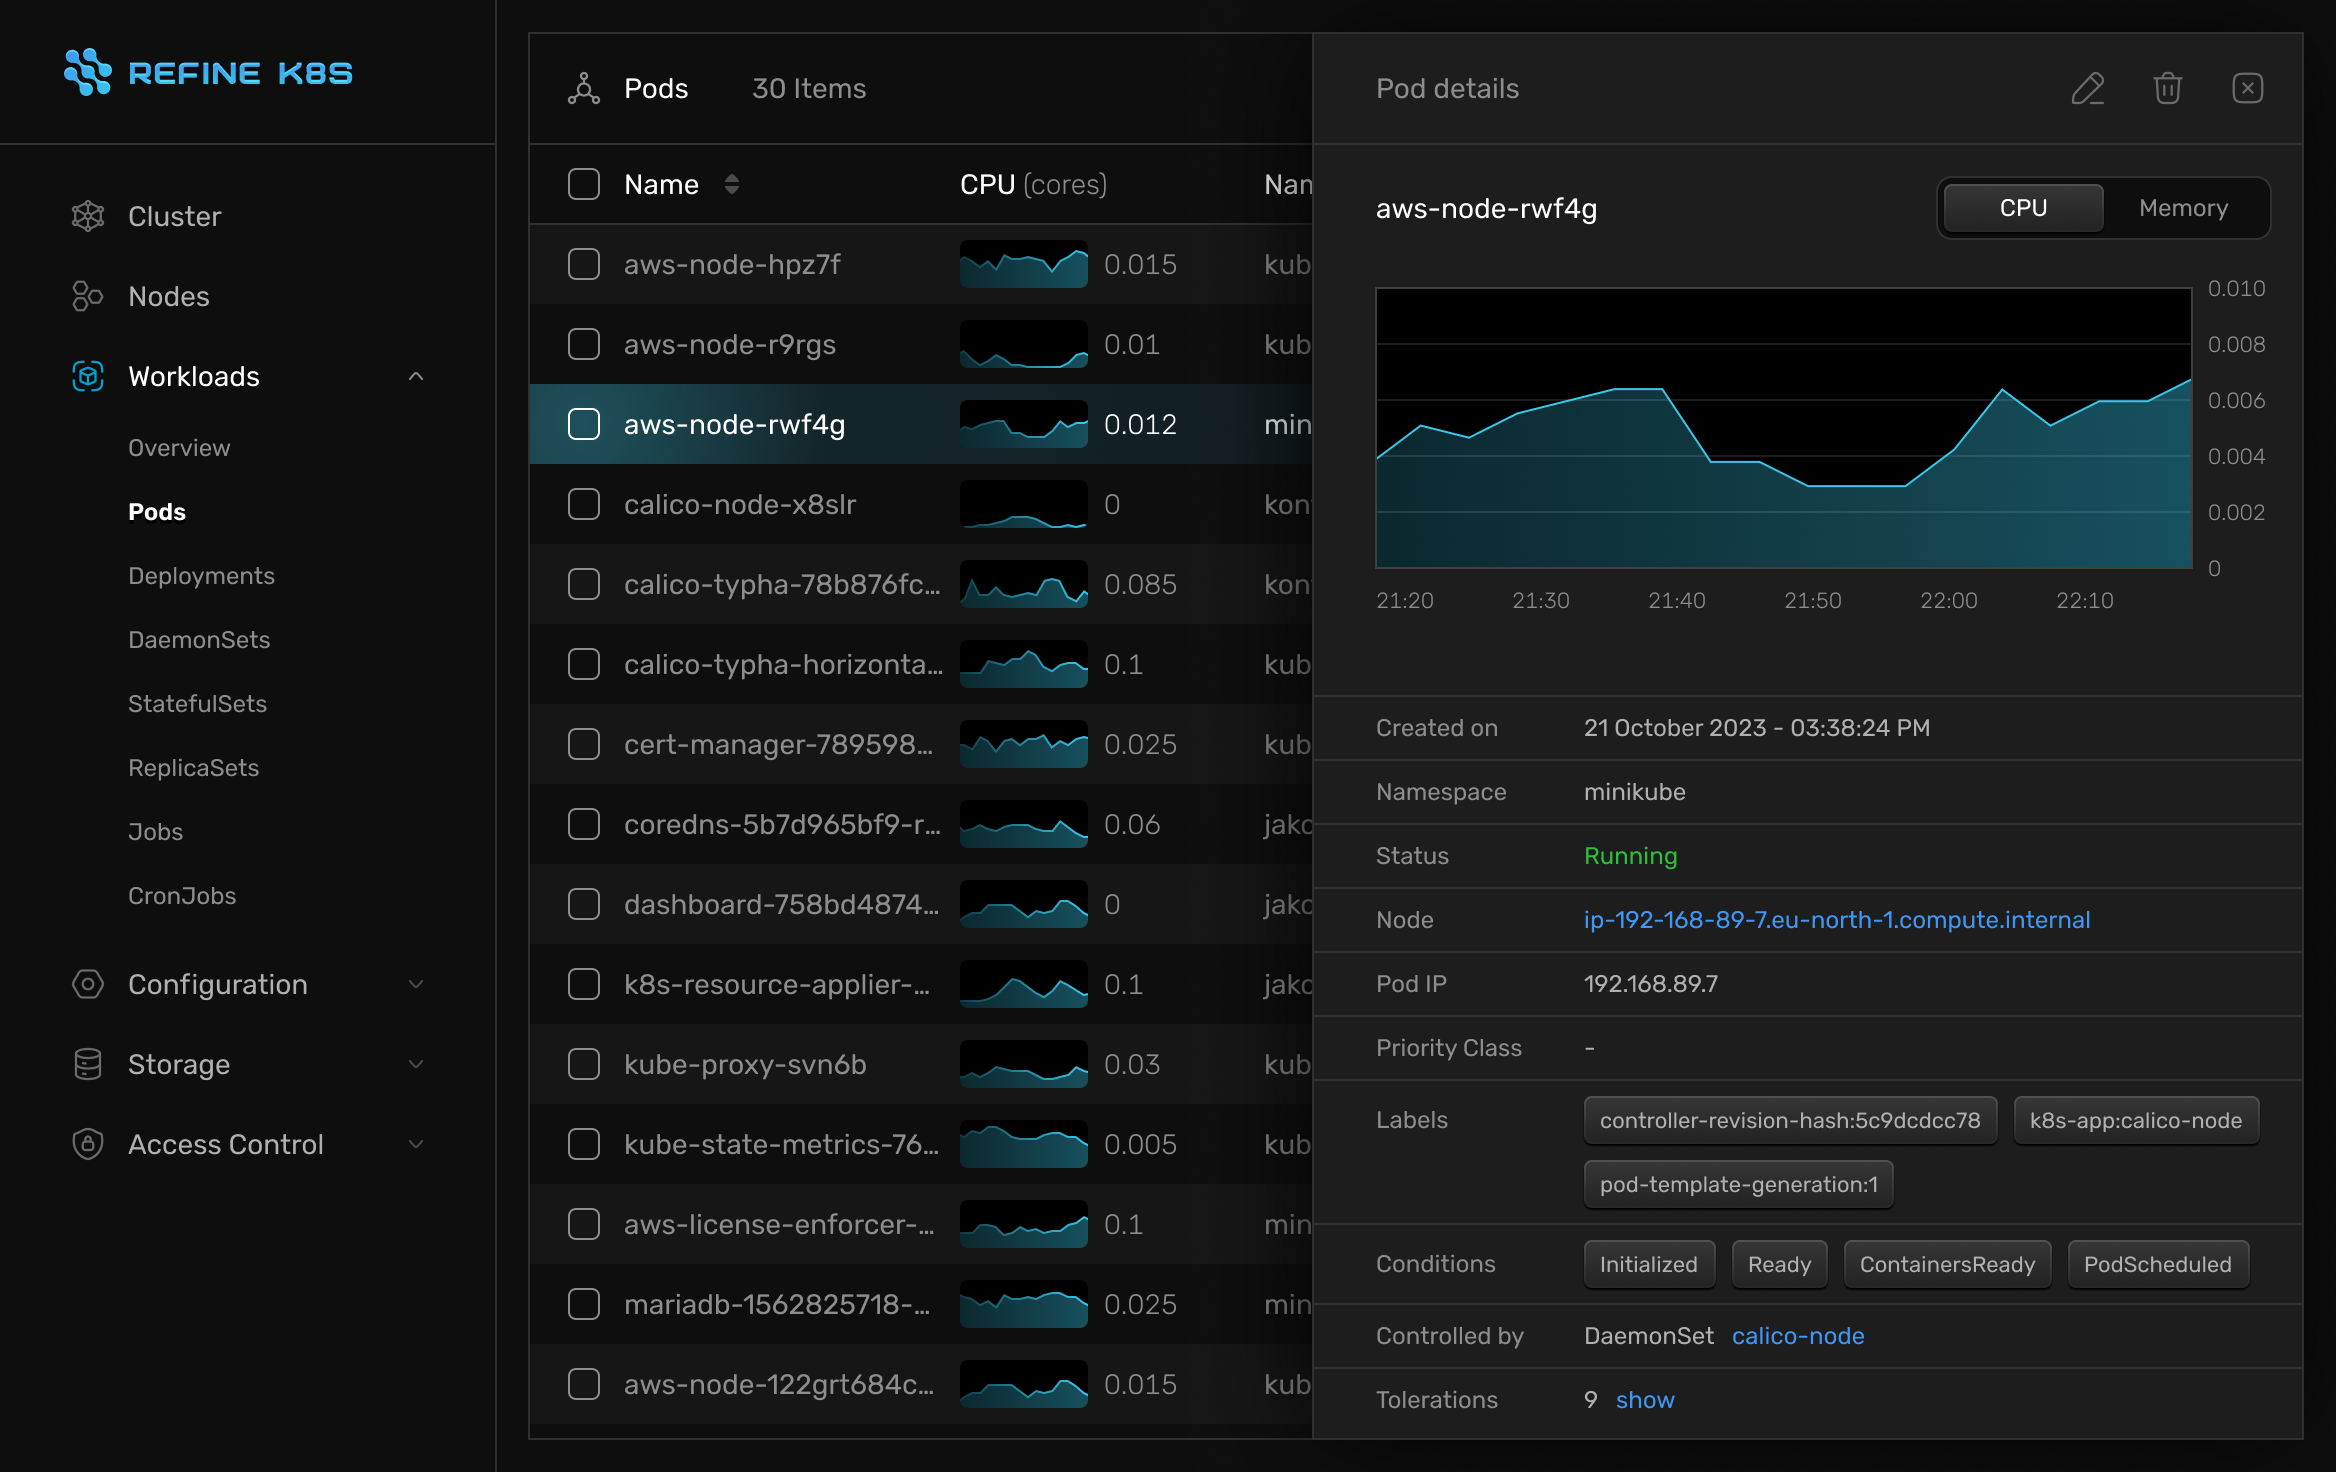 REFINE K8S
Cluster
Nodes
Workloads
Overview
Pods
Deployments
DaemonSets
StatefulSets
ReplicaSets
Jobs
CronJobs
Configuration
Storage
Access Control
Pods 30 Items
Name CPU (cores) Nam
aws-node-hpz7f 0.015 kub
aws-node-r9rgs 0.01 kub
aws-node-rwf4g 0.012 min
calico-node-x8slr 0 kon
calico-typha-78b876fc... 0.085 kon
calico-typha-horizonta... 0.1 kub
cert-manager-789598... 0.025 kub
coredns-5b7d965bf9-r... 0.06 jako
dashboard-758bd4874... 0 jako
k8s-resource-applier-... 0.1 jako
kube-proxy-svn6b 0.03 kub
kube-state-metrics-76... 0.005 kub
aws-license-enforcer-... 0.1 min
mariadb-1562825718-... 0.025 min
aws-node-122grt684c... 0.015 kub
Pod details
aws-node-rwf4g CPU Memory
0.010
0.008
0.006
0.004
0.002
0
21:20 21:30 21:40 21:50 22:00 22:10
Created on 21 October 2023 - 03:38:24 PM
Namespace minikube
Status Running
Node ip-192-168-89-7.eu-north-1.compute.internal
Pod IP 192.168.89.7
Priority Class -
Labels controller-revision-hash:5c9dcdcc78 k8s-app:calico-node
pod-template-generation:1
Conditions Initialized Ready ContainersReady PodScheduled
Controlled by DaemonSet calico-node
Tolerations 9 show